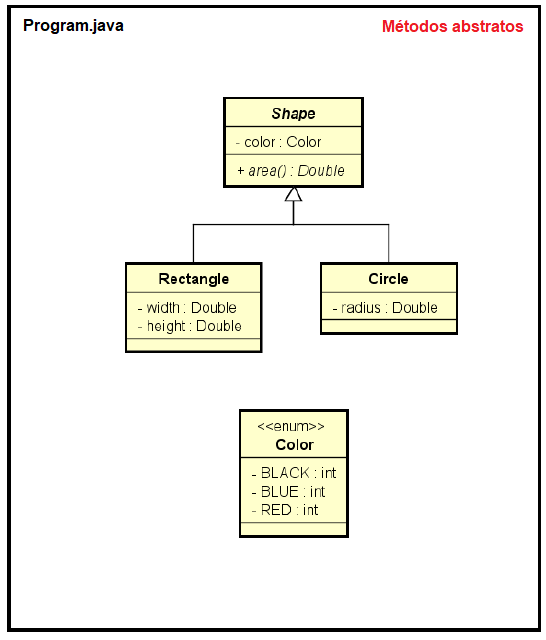 Program.java
Métodos abstratos
Shape
- color : Color
+ area() : Double
Rectangle
- width : Double
- height : Double
Circle
- radius : Double
<<enum>>
Color
- BLACK : int
- BLUE : int
- RED : int